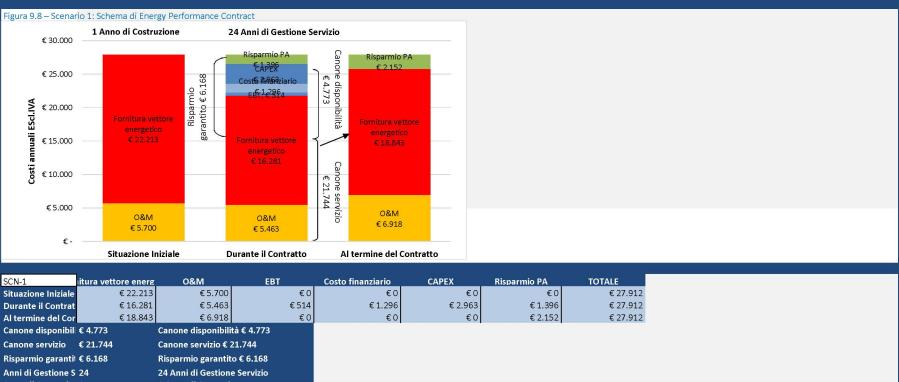 Figura 9.8 – Scenario 1: Schema di Energy Performance Contract
1 Anno di Costruzione
24 Anni di Gestione Servizio
€ 30.000
€ 25.000
€ 20.000
€ 15.000
€ 10.000
€ 5.000
€ -
Costi annuali EScl.IVA
Fornitura vettore
energetico
€ 22.213
O&M
€ 5.700
Risparmio
garantito € 6.168
Risparmio PA
€ 1.396
CAPEX
€ 2.963
Costo finanziario
€ 1.296
EBT € 514
Fornitura vettore
energetico
€ 16.281
O&M
€ 5.463
Canone disponibilità
€ 4.773
Canone servizio
€ 21.744
Risparmio PA
€ 2.152
Fornitura vettore
energetico
€ 18.843
O&M
€ 6.918
Situazione Iniziale
Durante il Contratto
Al termine del Contratto
SCN-1 itura vettore energ O&M EBT Costo finanziario CAPEX Risparmio PA TOTALE
Situazione Iniziale € 22.213 € 5.700 € 0 € 0 € 0 € 0 € 27.912
Durante il Contrat € 16.281 € 5.463 € 514 € 1.296 € 2.963 € 1.396 € 27.912
Al termine del Cor € 18.843 € 6.918 € 0 € 0 € 0 € 2.152 € 27.912
Canone disponibil € 4.773 Canone disponibilità € 4.773
Canone servizio € 21.744 Canone servizio € 21.744
Risparmio garanti € 6.168 Risparmio garantito € 6.168
Anni di Gestione S 24 24 Anni di Gestione Servizio